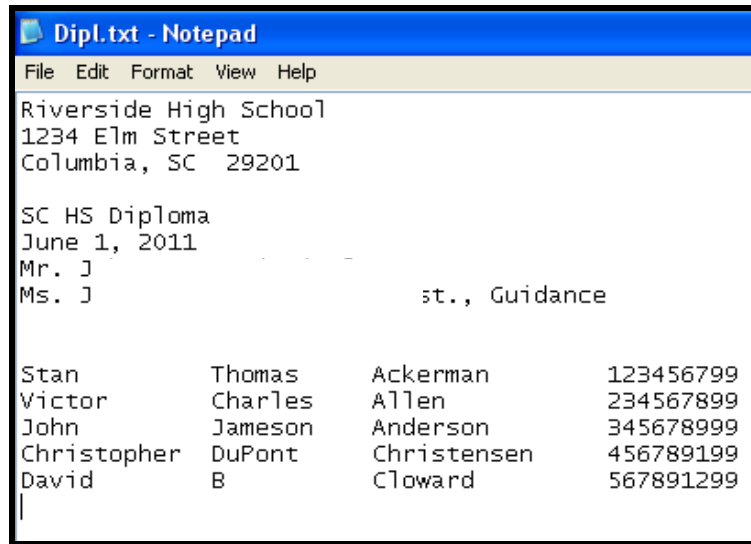 Dipl.txt - Notepad
File Edit Format View Help
Riverside High School
1234 Elm Street
Columbia, SC  29201
SC HS Diploma
June 1, 2011
Mr. J
Ms. J st., Guidance
Stan Thomas Ackerman 123456799
Victor Charles Allen 234567899
John Jameson Anderson 345678999
Christopher DuPont Christensen 456789199
David B Cloward 567891299